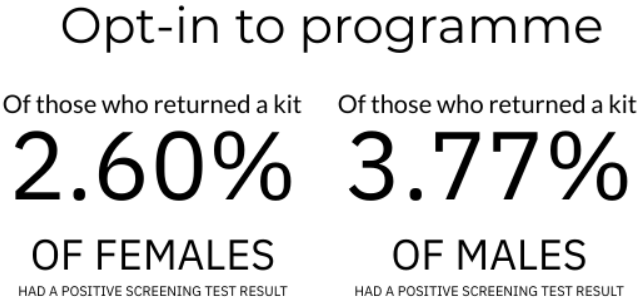 Opt-in to programme
Of those who returned a kit
2.60%
OF FEMALES
HAD A POSITIVE SCREENING TEST RESULT
Of those who returned a kit
3.77%
OF MALES
HAD A POSITIVE SCREENING TEST RESULT